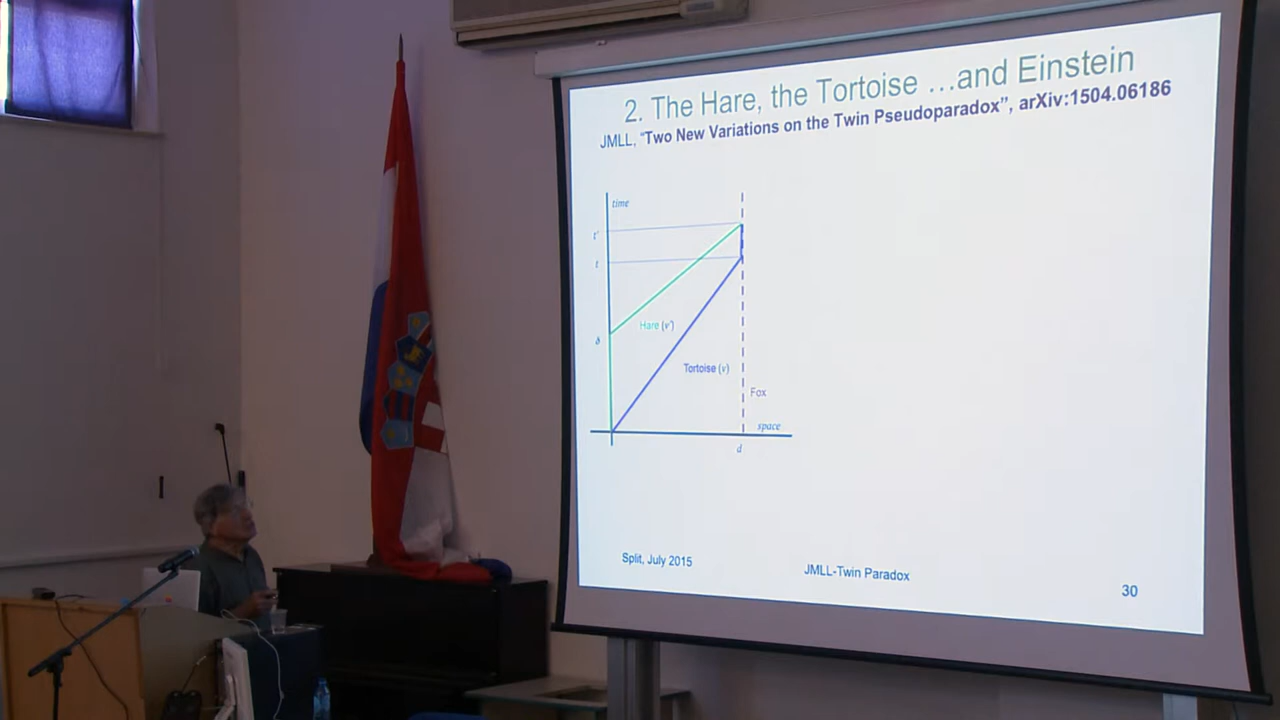 2. The Hare, the Tortoise …and Einstein
JMLL, "Two New Variations on the Twin Pseudoparadox", arXiv:1504.06186
time
t'
t
Hare (v')
δ
Tortoise (v)
Fox
space
d
Split, July 2015
JMLL-Twin Paradox
30